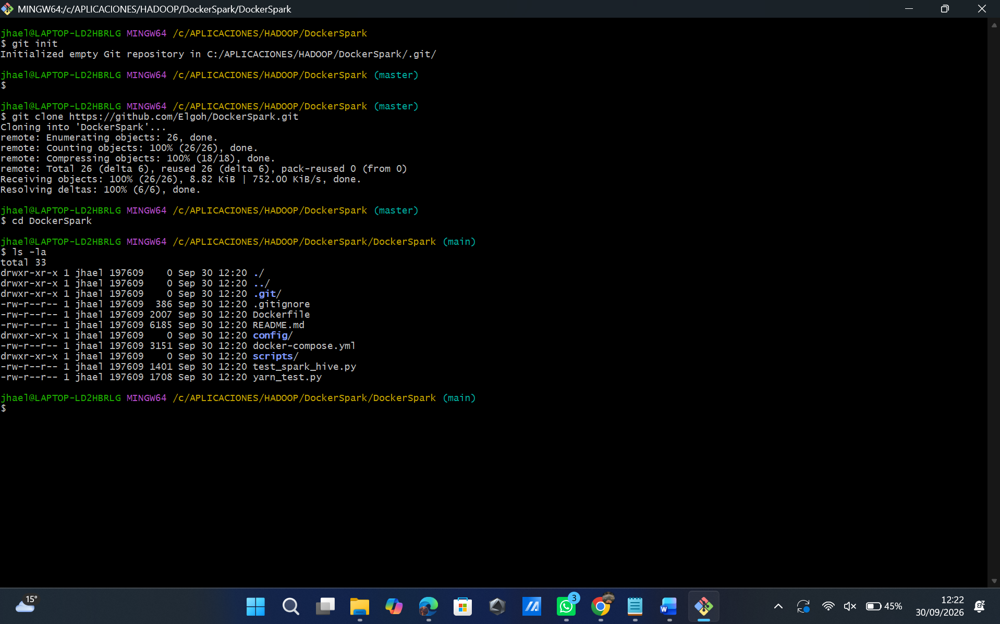 MINGW64:/c/APLICACIONES/HADOOP/DockerSpark/DockerSpark
jhael@LAPTOP-LD2HBRLG MINGW64 /c/APLICACIONES/HADOOP/DockerSpark
$ git init
Initialized empty Git repository in C:/APLICACIONES/HADOOP/DockerSpark/.git/
jhael@LAPTOP-LD2HBRLG MINGW64 /c/APLICACIONES/HADOOP/DockerSpark (master)
$
jhael@LAPTOP-LD2HBRLG MINGW64 /c/APLICACIONES/HADOOP/DockerSpark (master)
$ git clone https://github.com/Elgoh/DockerSpark.git
Cloning into 'DockerSpark'...
remote: Enumerating objects: 26, done.
remote: Counting objects: 100% (26/26), done.
remote: Compressing objects: 100% (18/18), done.
remote: Total 26 (delta 6), reused 26 (delta 6), pack-reused 0 (from 0)
Receiving objects: 100% (26/26), 8.82 KiB | 752.00 KiB/s, done.
Resolving deltas: 100% (6/6), done.
jhael@LAPTOP-LD2HBRLG MINGW64 /c/APLICACIONES/HADOOP/DockerSpark (master)
$ cd DockerSpark
jhael@LAPTOP-LD2HBRLG MINGW64 /c/APLICACIONES/HADOOP/DockerSpark/DockerSpark (main)
$ ls -la
total 33
drwxr-xr-x 1 jhael 197609    0 Sep 30 12:20 ./
drwxr-xr-x 1 jhael 197609    0 Sep 30 12:20 ../
drwxr-xr-x 1 jhael 197609    0 Sep 30 12:20 .git/
-rw-r--r-- 1 jhael 197609  386 Sep 30 12:20 .gitignore
-rw-r--r-- 1 jhael 197609 2007 Sep 30 12:20 Dockerfile
-rw-r--r-- 1 jhael 197609 6185 Sep 30 12:20 README.md
drwxr-xr-x 1 jhael 197609    0 Sep 30 12:20 config/
-rw-r--r-- 1 jhael 197609 3151 Sep 30 12:20 docker-compose.yml
drwxr-xr-x 1 jhael 197609    0 Sep 30 12:20 scripts/
-rw-r--r-- 1 jhael 197609 1401 Sep 30 12:20 test_spark_hive.py
-rw-r--r-- 1 jhael 197609 1708 Sep 30 12:20 yarn_test.py
jhael@LAPTOP-LD2HBRLG MINGW64 /c/APLICACIONES/HADOOP/DockerSpark/DockerSpark (main)
$
15°
3
45%
12:22
30/09/2026